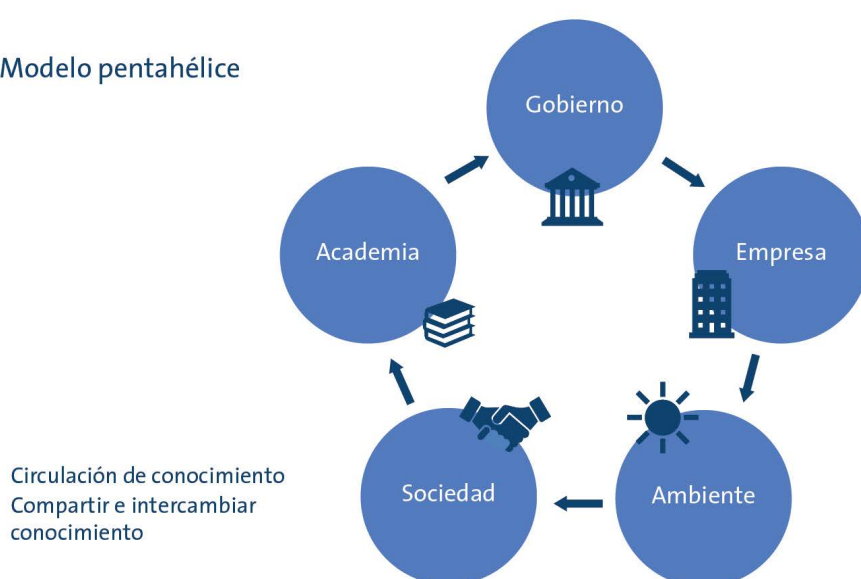 Modelo pentahélice
Gobierno
Academia
Empresa
Sociedad
Ambiente
Circulación de conocimiento
Compartir e intercambiar
conocimiento